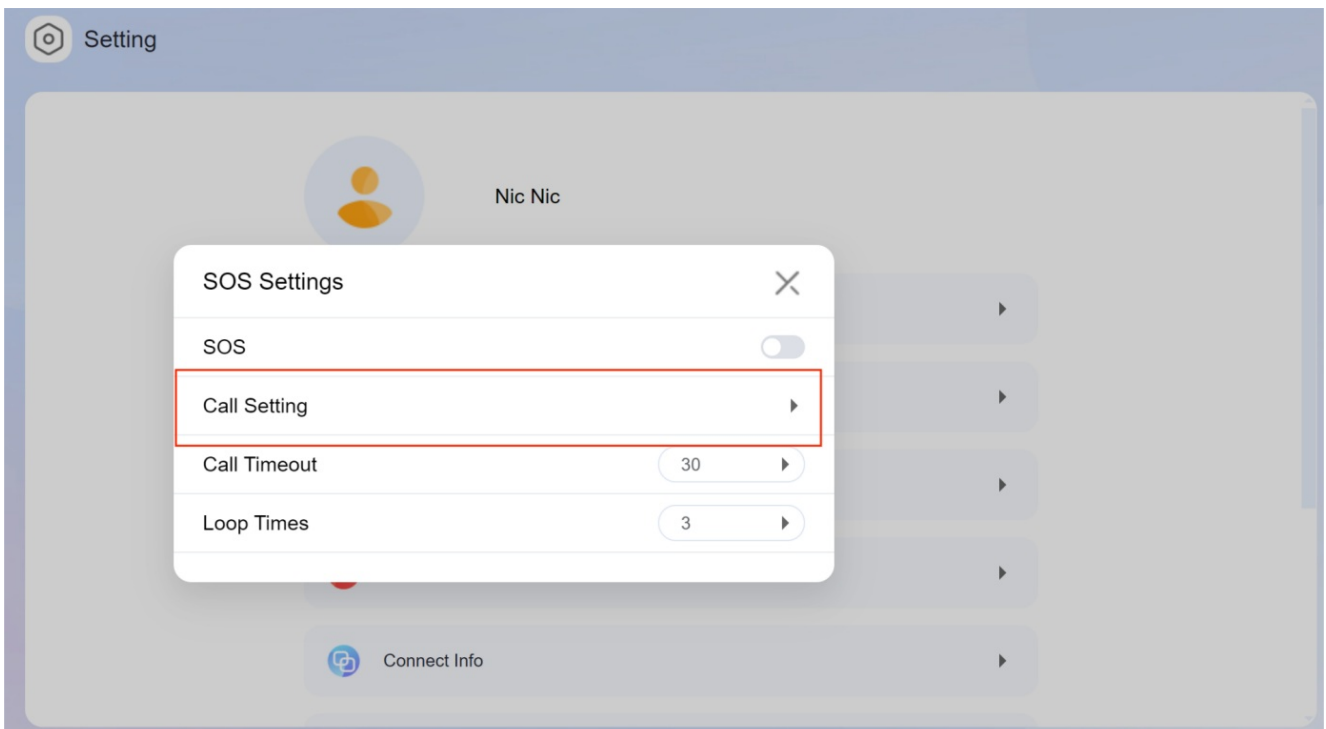 Setting
Nic Nic
SOS Settings
SOS
Call Setting
Call Timeout 30
Loop Times 3
Connect Info